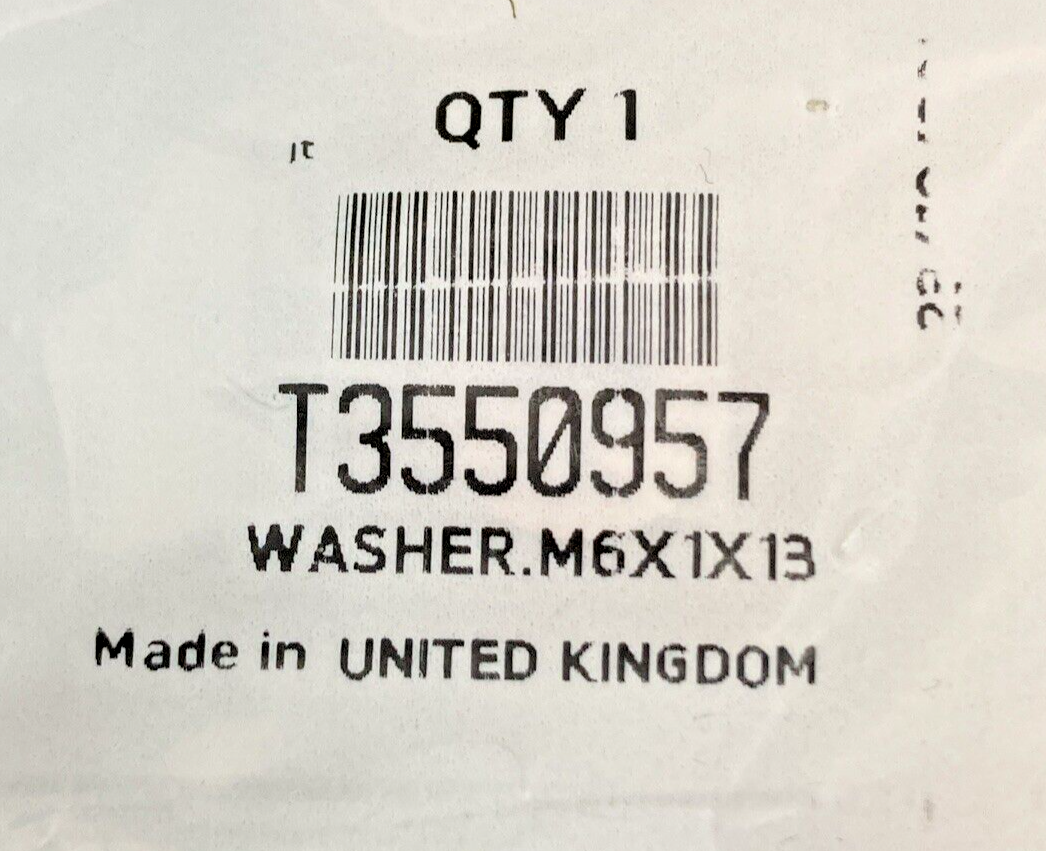 QTY 1
T3550957
WASHER.M6X1X13
Made in UNITED KINGDOM